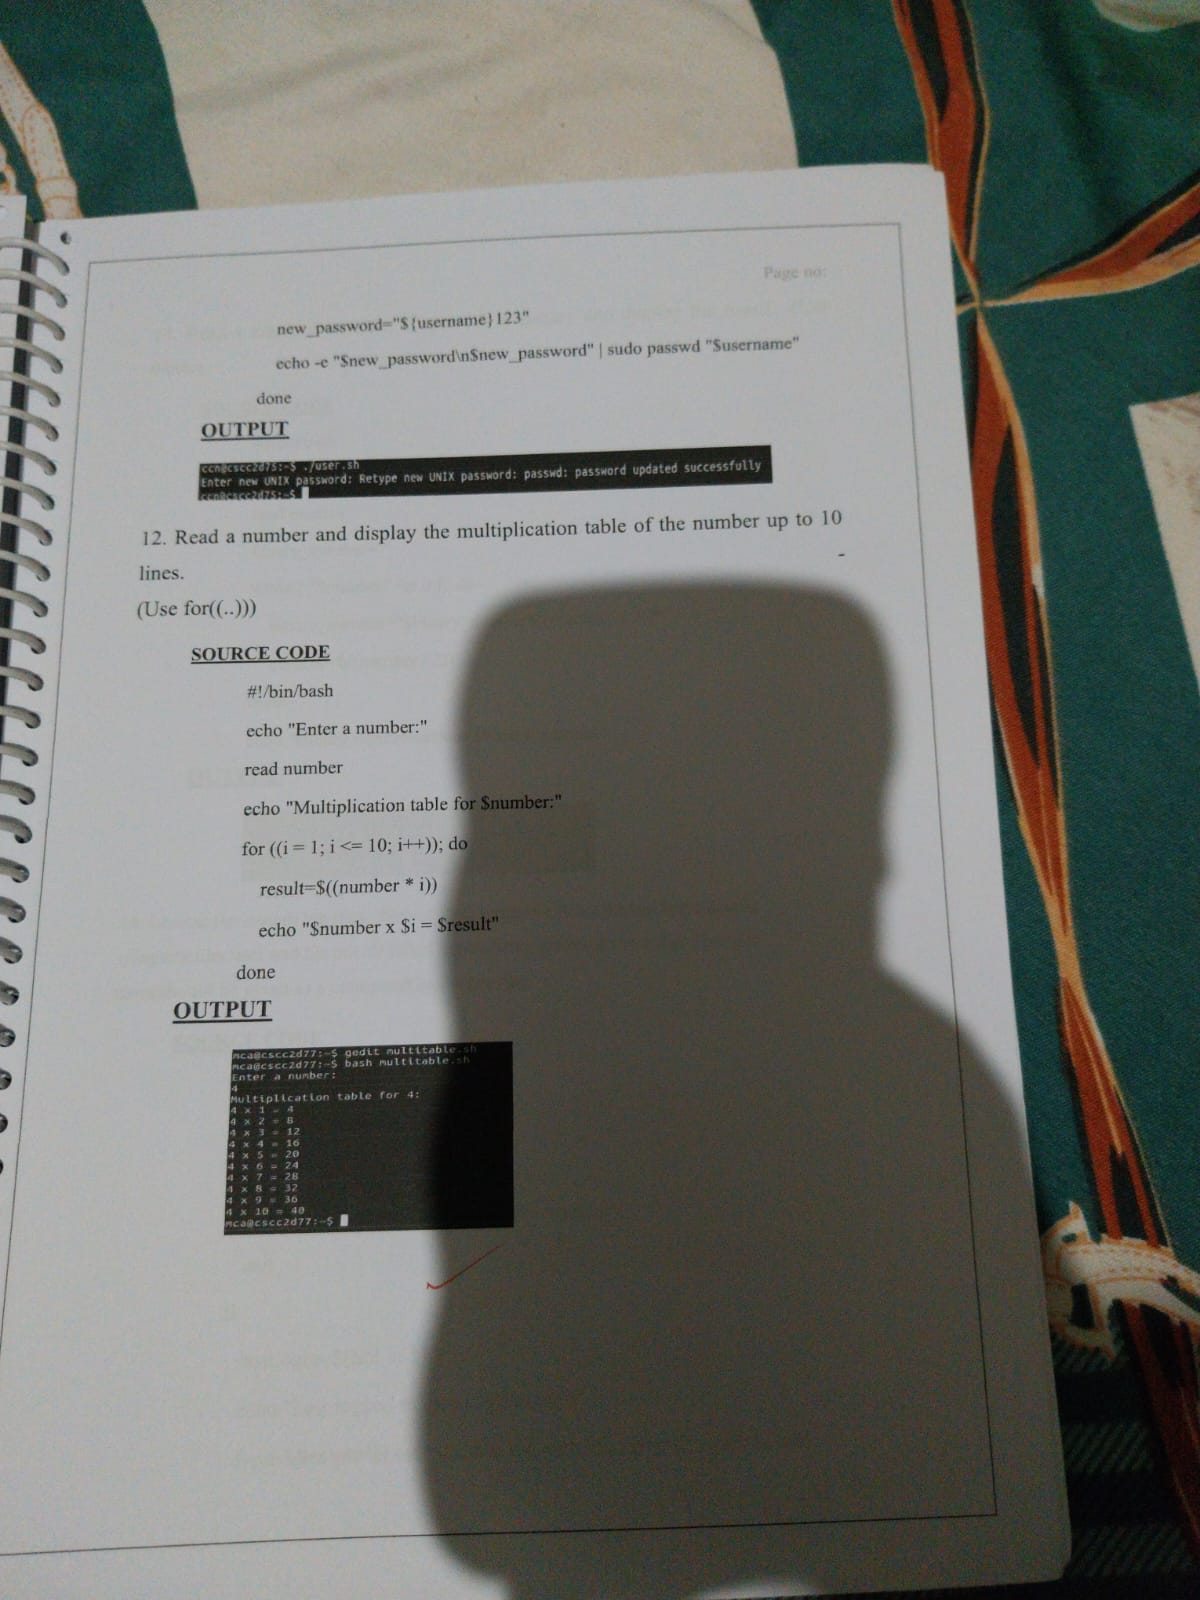 Page no:
new_password="${username}123"
echo -e "$new_password\n$new_password" | sudo passwd "$username"
done
OUTPUT
ccn@cscc2d75:~$ ./user.sh
Enter new UNIX password: Retype new UNIX password: passwd: password updated successfully
ccn@cscc2d75:~$
12. Read a number and display the multiplication table of the number up to 10
lines.
(Use for((..)))
SOURCE CODE
#!/bin/bash
echo "Enter a number:"
read number
echo "Multiplication table for $number:"
for ((i = 1; i <= 10; i++)); do
result=$((number * i))
echo "$number x $i = $result"
done
OUTPUT
mca@cscc2d77:~$ gedit multitable.sh
mca@cscc2d77:~$ bash multitable.sh
Enter a number:
4
Multiplication table for 4:
4 x 1 = 4
4 x 2 = 8
4 x 3 = 12
4 x 4 = 16
4 x 5 = 20
4 x 6 = 24
4 x 7 = 28
4 x 8 = 32
4 x 9 = 36
4 x 10 = 40
mca@cscc2d77:~$